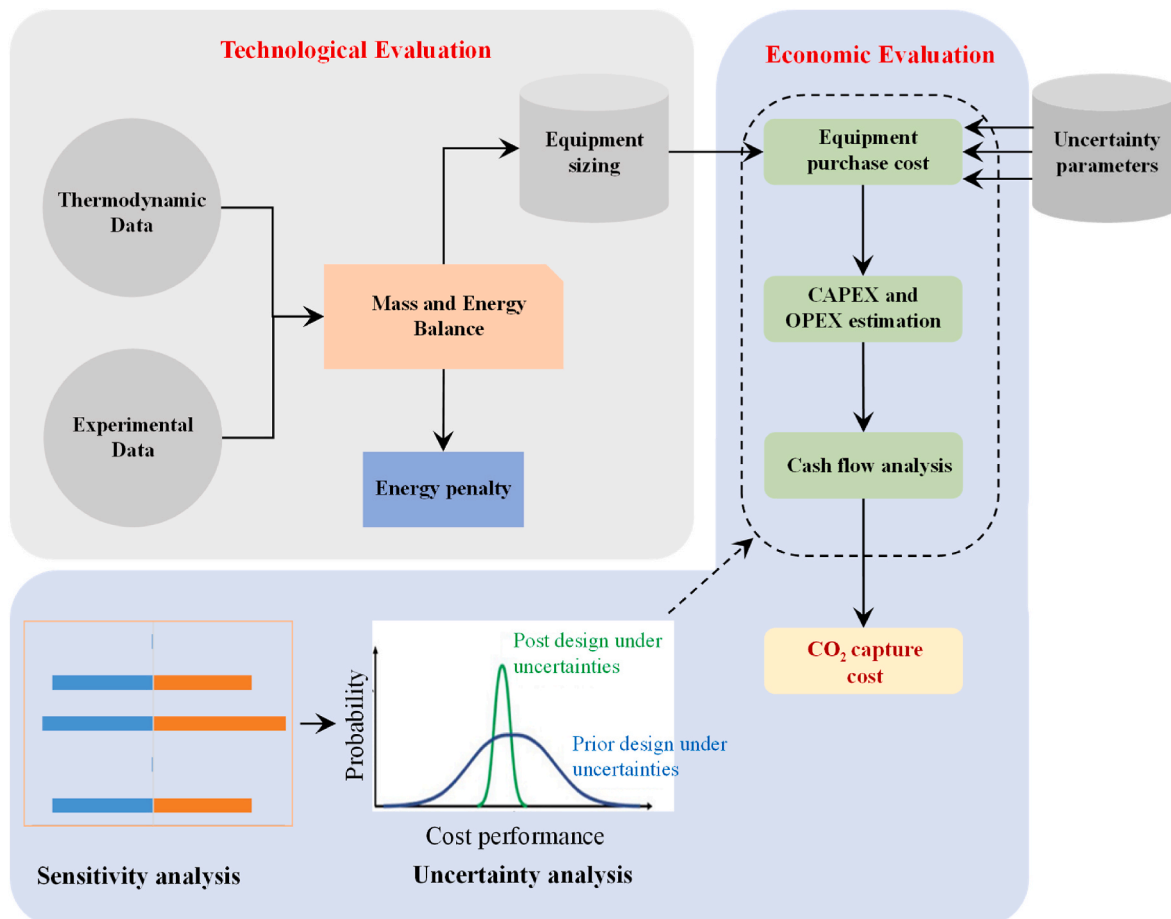 Technological Evaluation
Economic Evaluation
Thermodynamic
Data
Experimental
Data
Mass and Energy
Balance
Energy penalty
Equipment
sizing
Equipment
purchase cost
Uncertainty
parameters
CAPEX and
OPEX estimation
Cash flow analysis
CO₂ capture
cost
Sensitivity analysis
Probability
Post design under
uncertainties
Prior design under
uncertainties
Cost performance
Uncertainty analysis